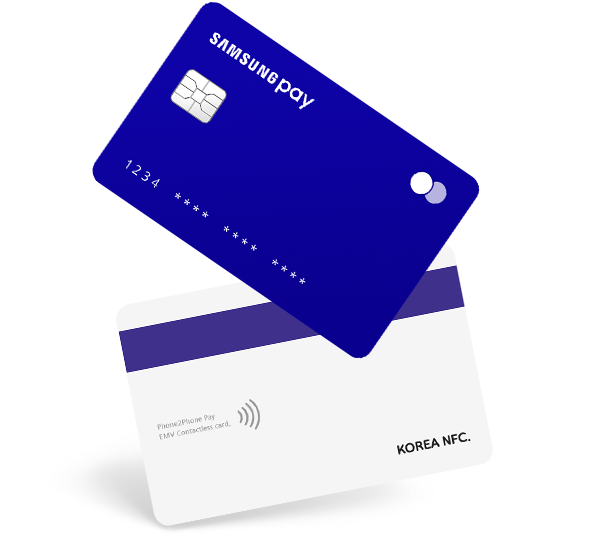 SAMSUNG pay
1234 **** **** ****
Phone2Phone Pay
EMV Contactless card.
KOREA NFC.